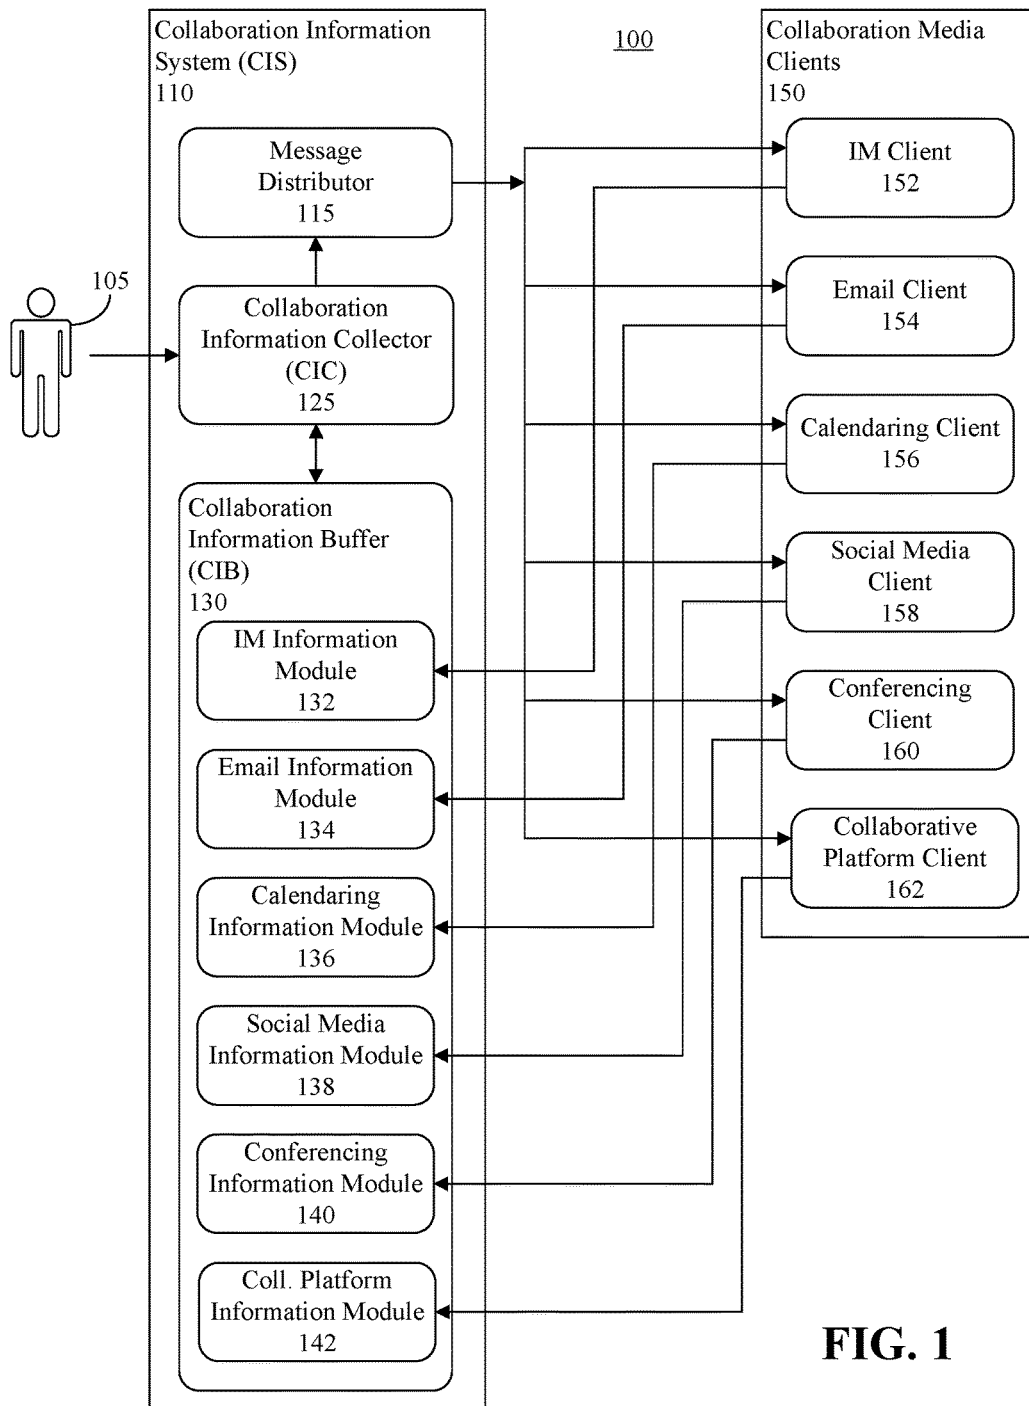 Collaboration Information
System (CIS)
110
100
Collaboration Media
Clients
150
Message
Distributor
115
105
Collaboration
Information Collector
(CIC)
125
Collaboration
Information Buffer
(CIB)
130
IM Information
Module
132
Email Information
Module
134
Calendaring
Information Module
136
Social Media
Information Module
138
Conferencing
Information Module
140
Coll. Platform
Information Module
142
IM Client
152
Email Client
154
Calendaring Client
156
Social Media
Client
158
Conferencing
Client
160
Collaborative
Platform Client
162
FIG. 1